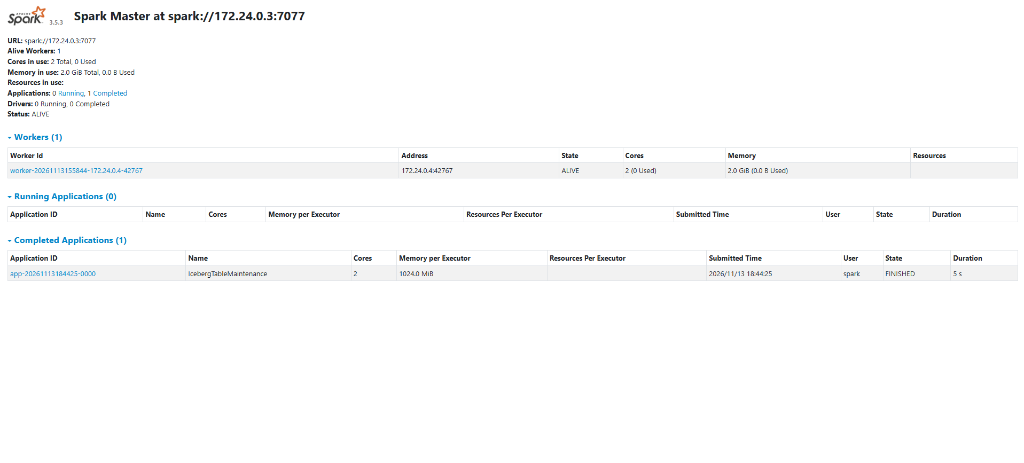 APACHE Spark 3.5.3 Spark Master at spark://172.24.0.3:7077
URL: spark://172.24.0.3:7077
Alive Workers: 1
Cores in use: 2 Total, 0 Used
Memory in use: 2.0 GiB Total, 0.0 B Used
Resources in use:
Applications: 0 Running, 1 Completed
Drivers: 0 Running, 0 Completed
Status: ALIVE
Workers (1)
Worker Id Address State Cores Memory Resources
worker-20261113155844-172.24.0.4-42767 172.24.0.4:42767 ALIVE 2 (0 Used) 2.0 GiB (0.0 B Used)
Running Applications (0)
Application ID Name Cores Memory per Executor Resources Per Executor Submitted Time User State Duration
Completed Applications (1)
Application ID Name Cores Memory per Executor Resources Per Executor Submitted Time User State Duration
app-20261113184425-0000 IcebergTableMaintenance 2 1024.0 MiB 2026/11/13 18:44:25 spark FINISHED 5 s